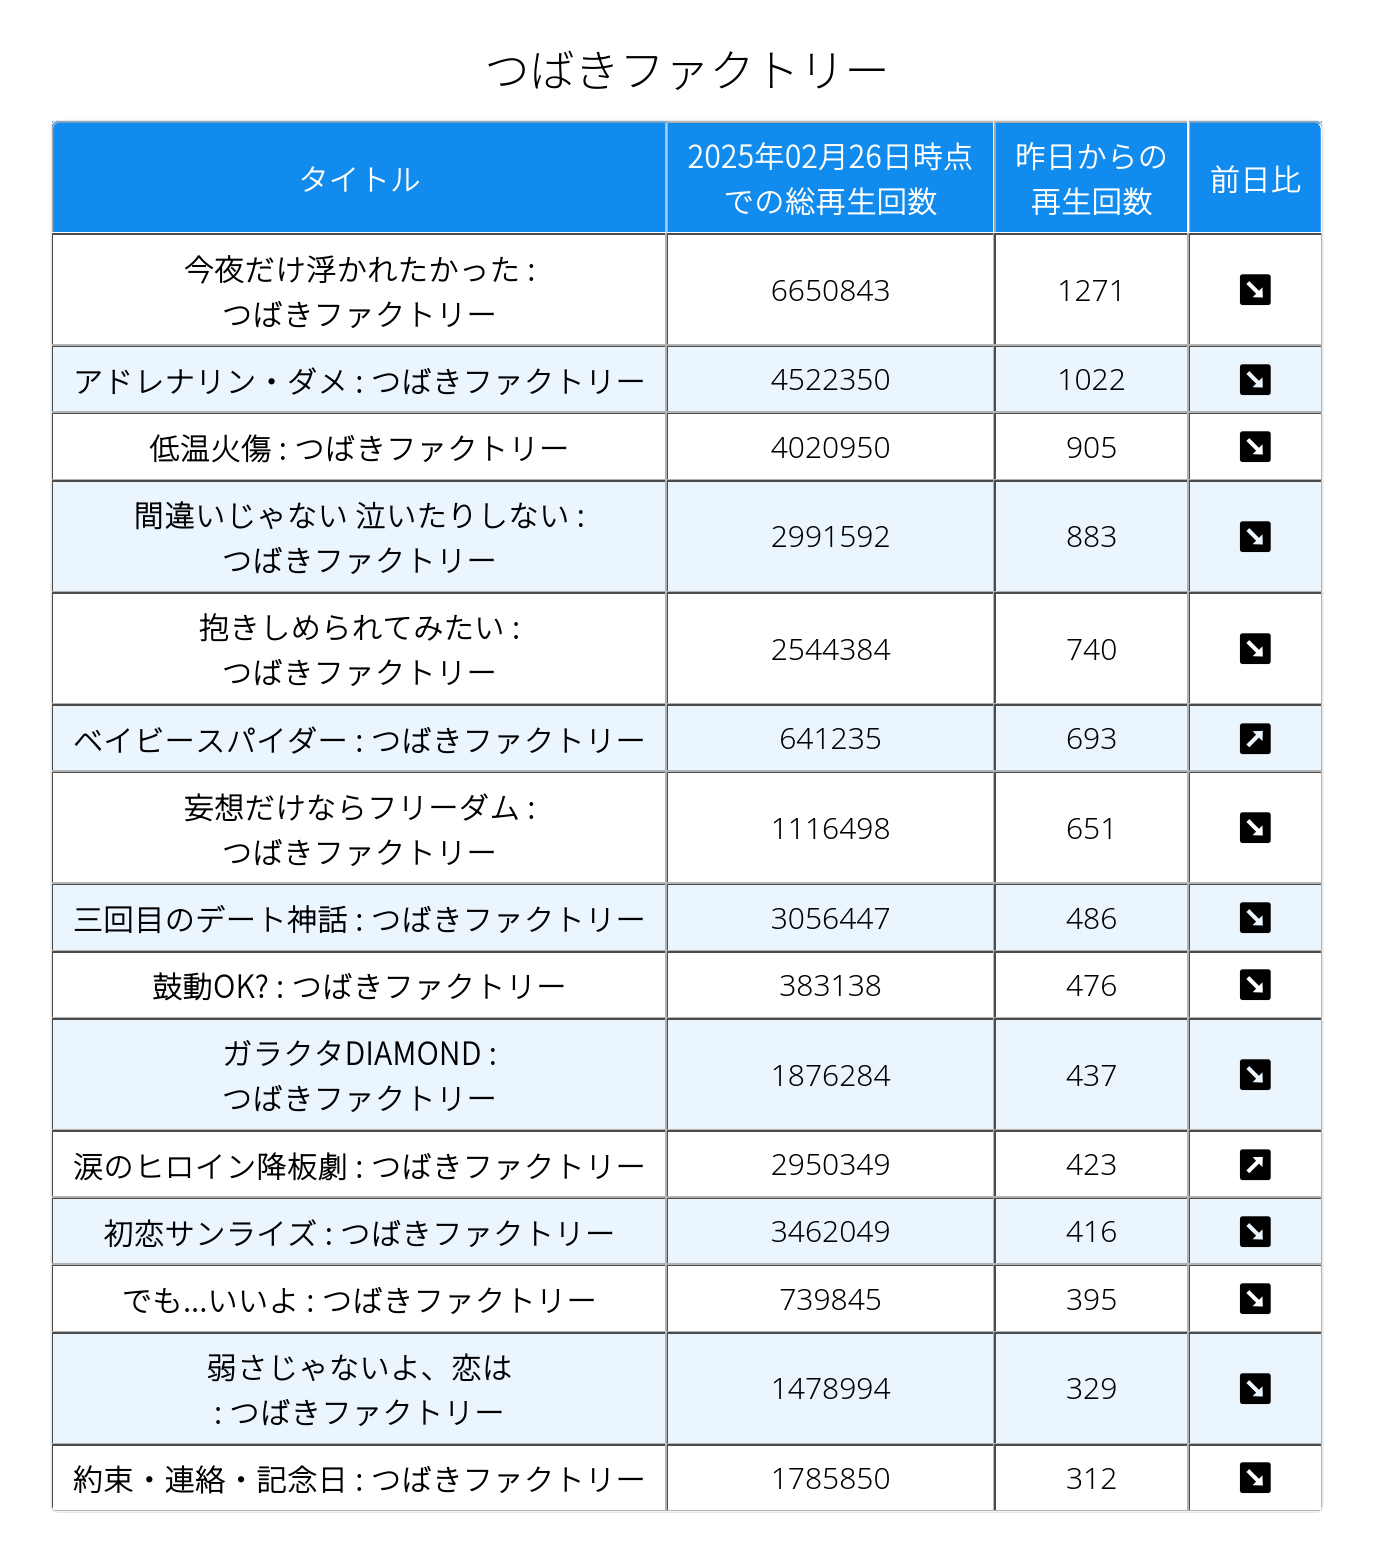 つばきファクトリー
タイトル
2025年02月26日時点
での総再生回数
昨日からの
再生回数
前日比
今夜だけ浮かれたかった :
つばきファクトリー
6650843
1271
アドレナリン・ダメ : つばきファクトリー
4522350
1022
低温火傷 : つばきファクトリー
4020950
905
間違いじゃない 泣いたりしない :
つばきファクトリー
2991592
883
抱きしめられてみたい :
つばきファクトリー
2544384
740
ベイビースパイダー : つばきファクトリー
641235
693
妄想だけならフリーダム :
つばきファクトリー
1116498
651
三回目のデート神話 : つばきファクトリー
3056447
486
鼓動OK? : つばきファクトリー
383138
476
ガラクタDIAMOND :
つばきファクトリー
1876284
437
涙のヒロイン降板劇 : つばきファクトリー
2950349
423
初恋サンライズ : つばきファクトリー
3462049
416
でも...いいよ : つばきファクトリー
739845
395
弱さじゃないよ、恋は
: つばきファクトリー
1478994
329
約束・連絡・記念日 : つばきファクトリー
1785850
312